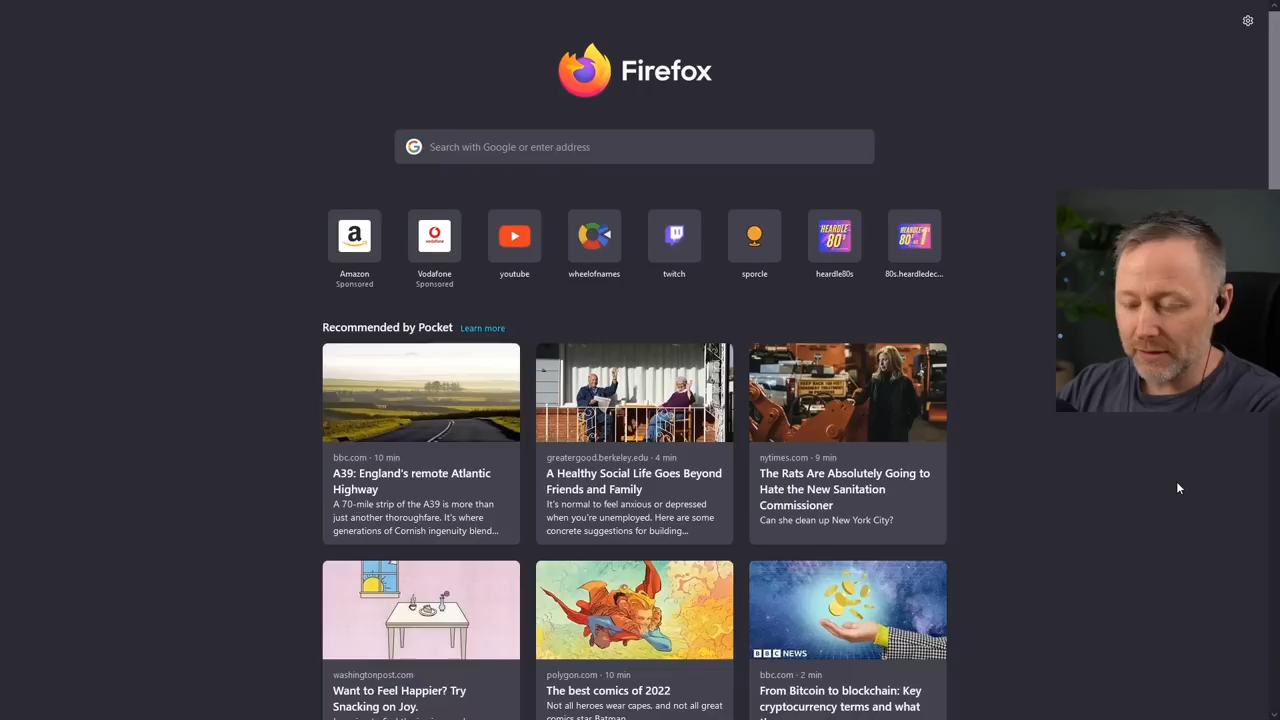 Firefox
Search with Google or enter address
Amazon
Sponsored
Vodafone
Sponsored
youtube
wheelofnames
twitch
sporcle
heardle80s
80s.heardledec...
Recommended by Pocket Learn more
bbc.com · 10 min
A39: England's remote Atlantic
Highway
A 70-mile strip of the A39 is more than
just another thoroughfare. It's where
generations of Cornish ingenuity blend...
greatergood.berkeley.edu · 4 min
A Healthy Social Life Goes Beyond
Friends and Family
It's normal to feel anxious or depressed
when you're unemployed. Here are some
concrete suggestions for building...
nytimes.com · 9 min
The Rats Are Absolutely Going to
Hate the New Sanitation
Commissioner
Can she clean up New York City?
washingtonpost.com
Want to Feel Happier? Try
Snacking on Joy.
polygon.com · 10 min
The best comics of 2022
Not all heroes wear capes, and not all great
comics star Batman.
BBC NEWS
bbc.com · 2 min
From Bitcoin to blockchain: Key
cryptocurrency terms and what